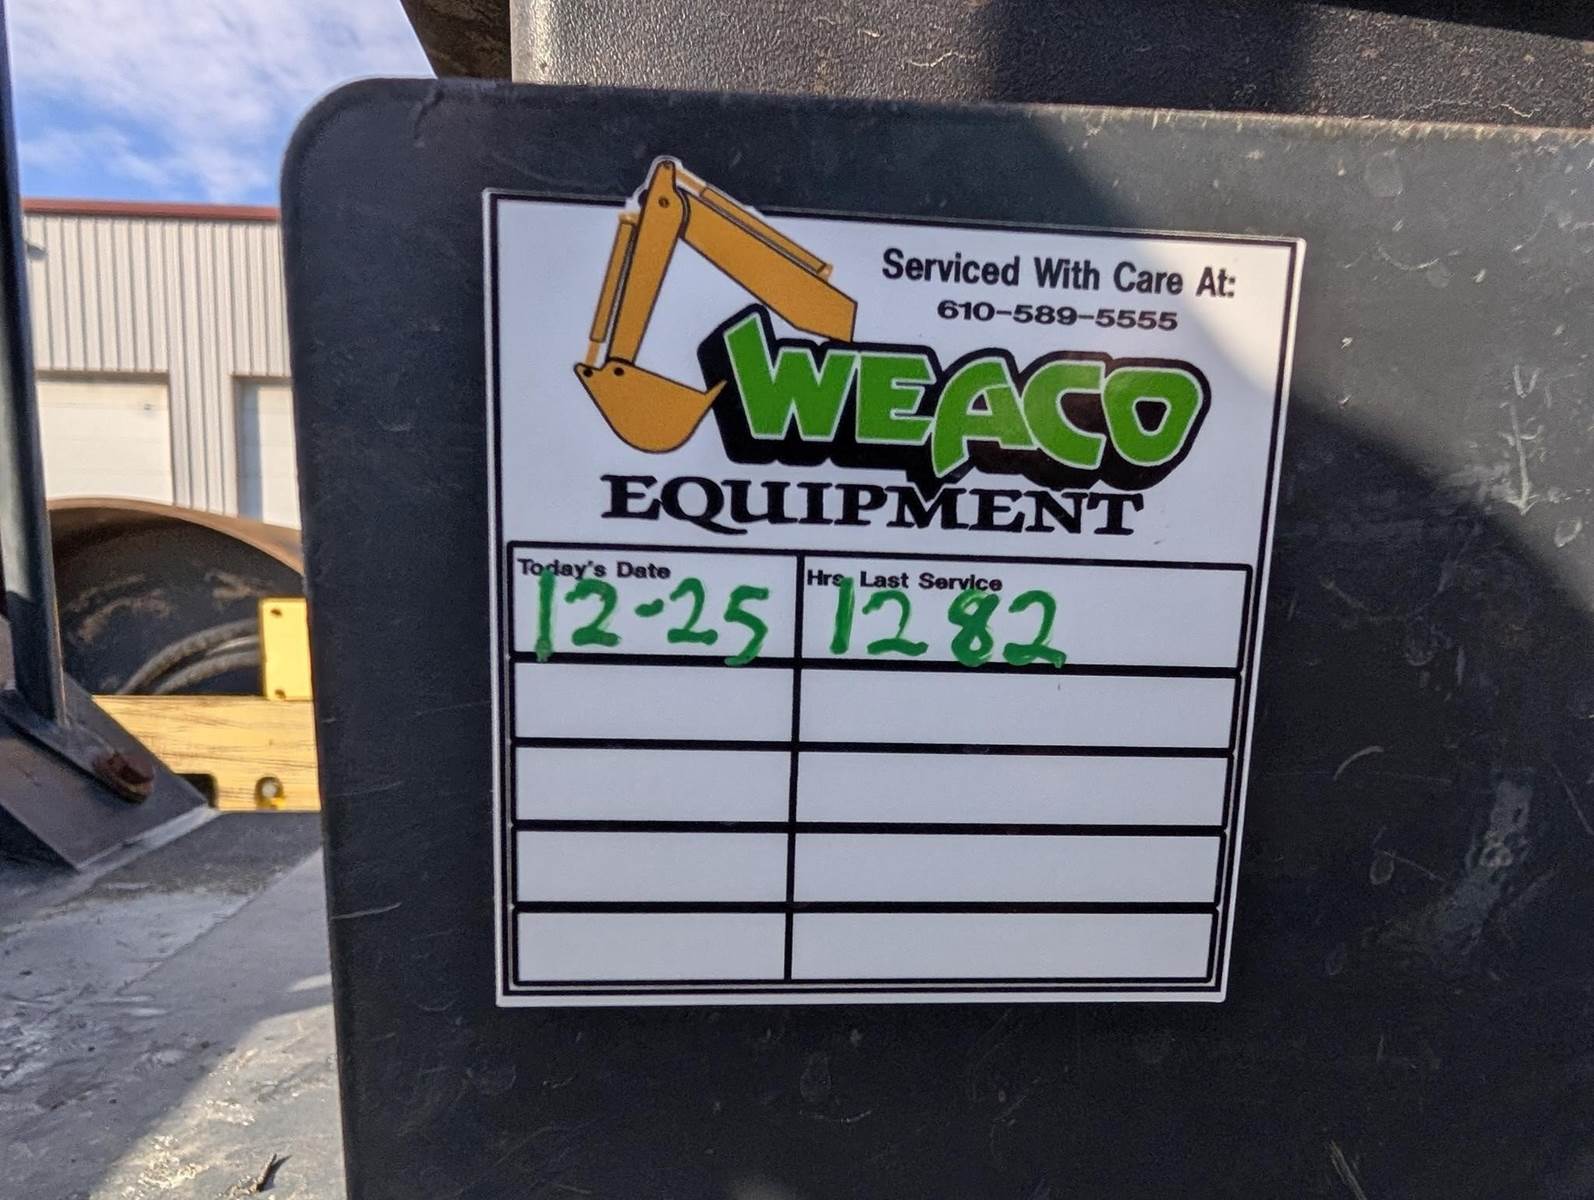 Serviced With Care At:
610-589-5555
WEACO
EQUIPMENT
Today's Date Hrs. Last Service
12-25 1282